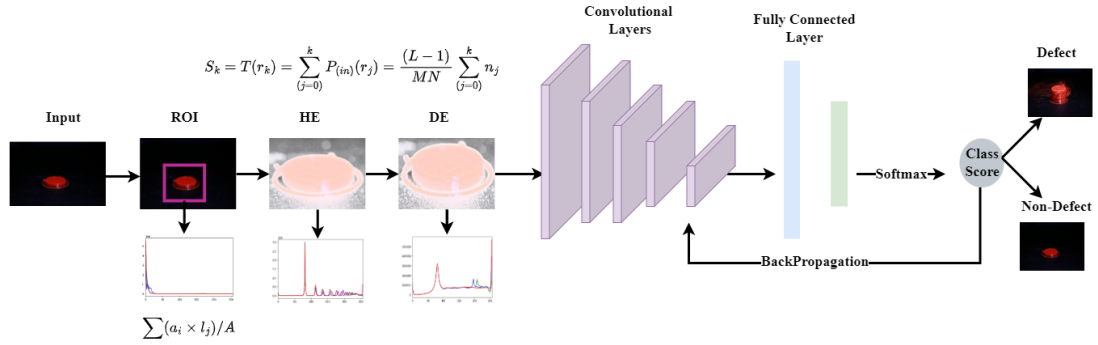 Convolutional
Layers
Fully Connected
Layer
Defect
S_k = T(r_k) = \sum_{(j=0)}^{k} P_{(in)}(r_j) = \frac{(L-1)}{MN} \sum_{(j=0)}^{k} n_j
Input
ROI
HE
DE
Softmax
Class
Score
Non-Defect
BackPropagation
\sum (a_i \times l_j)/A